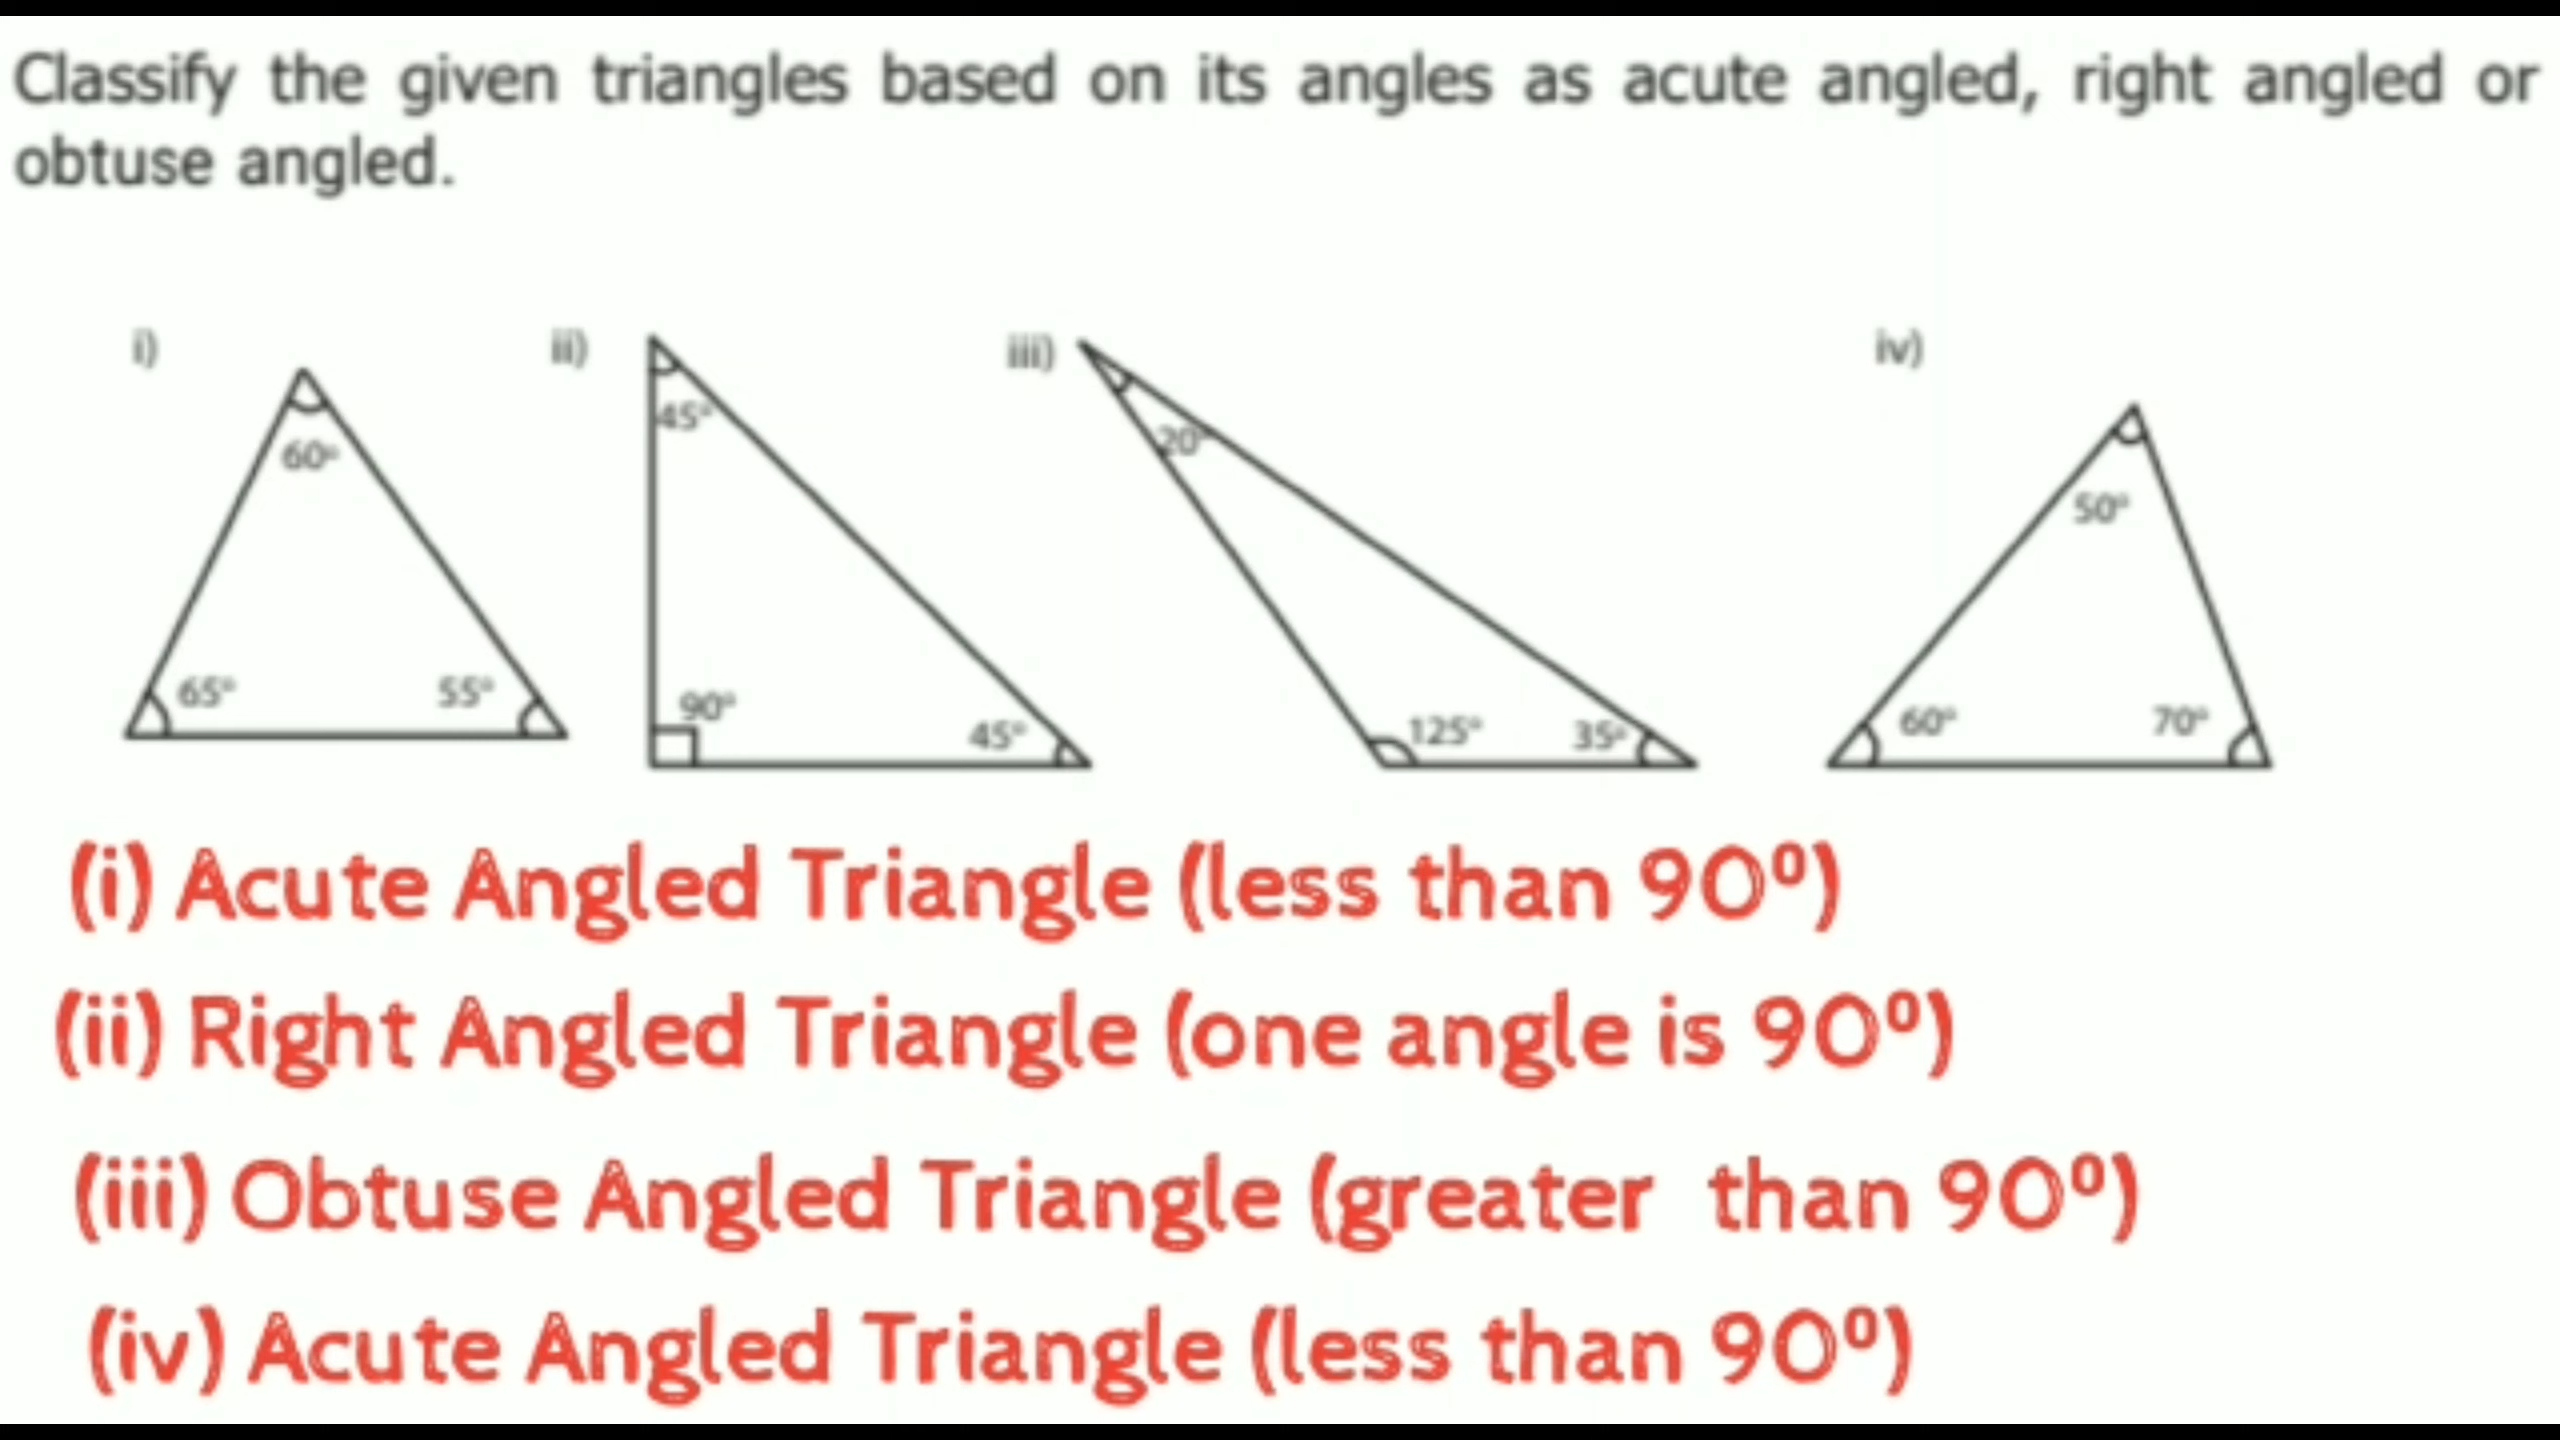 Classify the given triangles based on its angles as acute angled, right angled or
obtuse angled.
i) ii) iii) iv)
60° 45° 20° 50°
65° 55° 90° 45° 125° 35° 60° 70°
(i) Acute Angled Triangle (less than 90⁰)
(ii) Right Angled Triangle (one angle is 90⁰)
(iii) Obtuse Angled Triangle (greater than 90⁰)
(iv) Acute Angled Triangle (less than 90⁰)